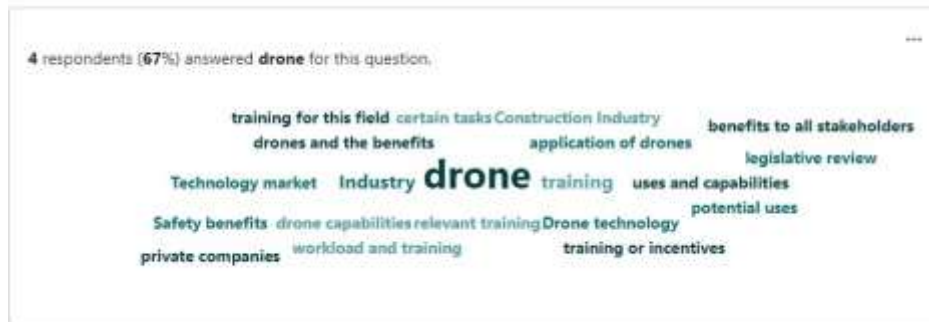 ...
4 respondents (67%) answered drone for this question.
training for this field certain tasks Construction Industry
benefits to all stakeholders
drones and the benefits application of drones
legislative review
Technology market Industry drone training uses and capabilities
potential uses
Safety benefits drone capabilities relevant training Drone technology
private companies workload and training training or incentives